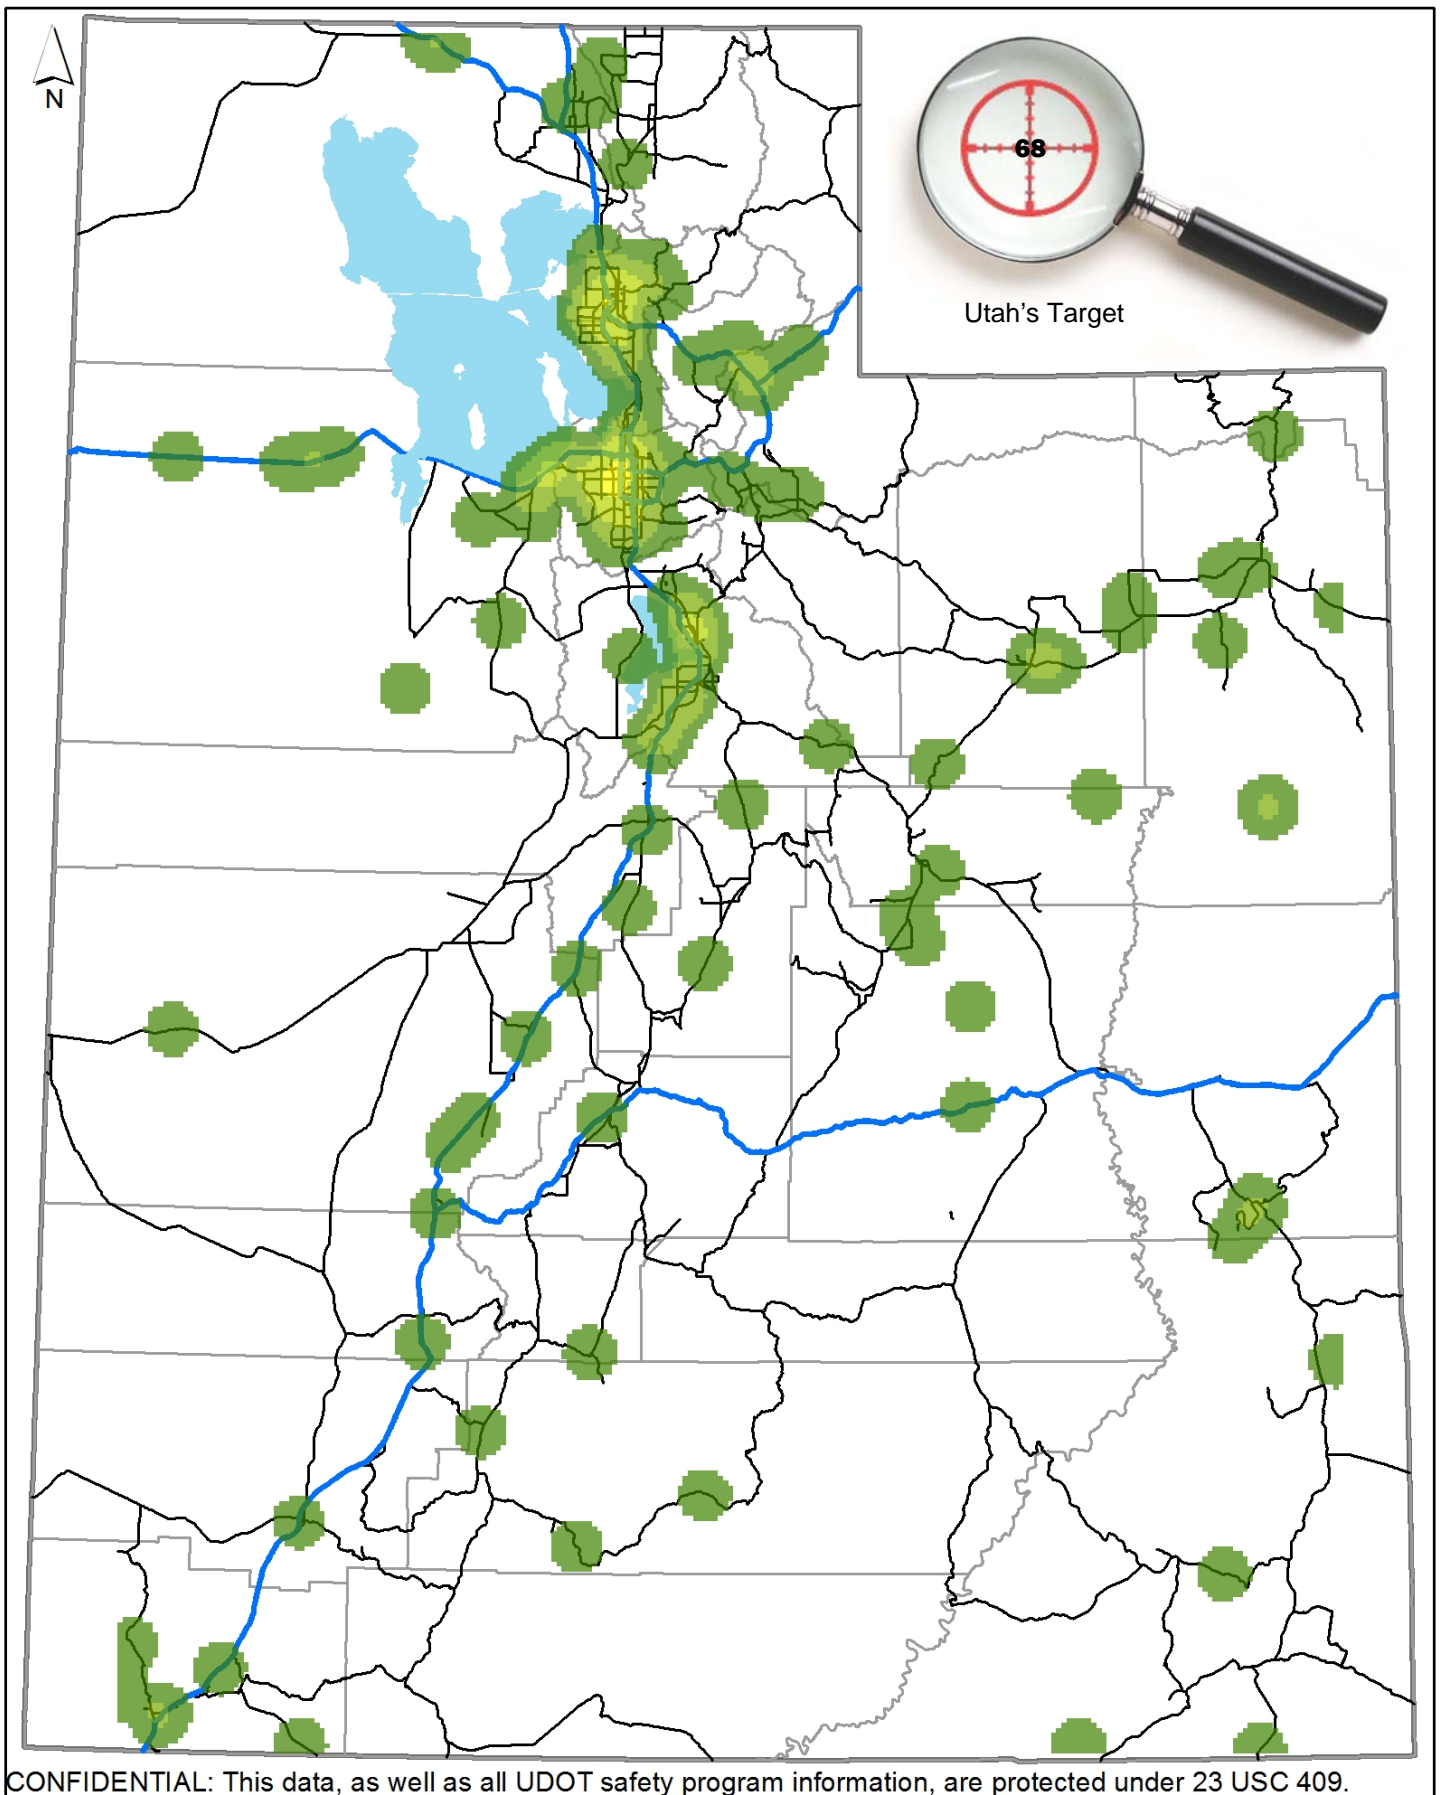 N
68
Utah's Target
CONFIDENTIAL: This data, as well as all UDOT safety program information, are protected under 23 USC 409.